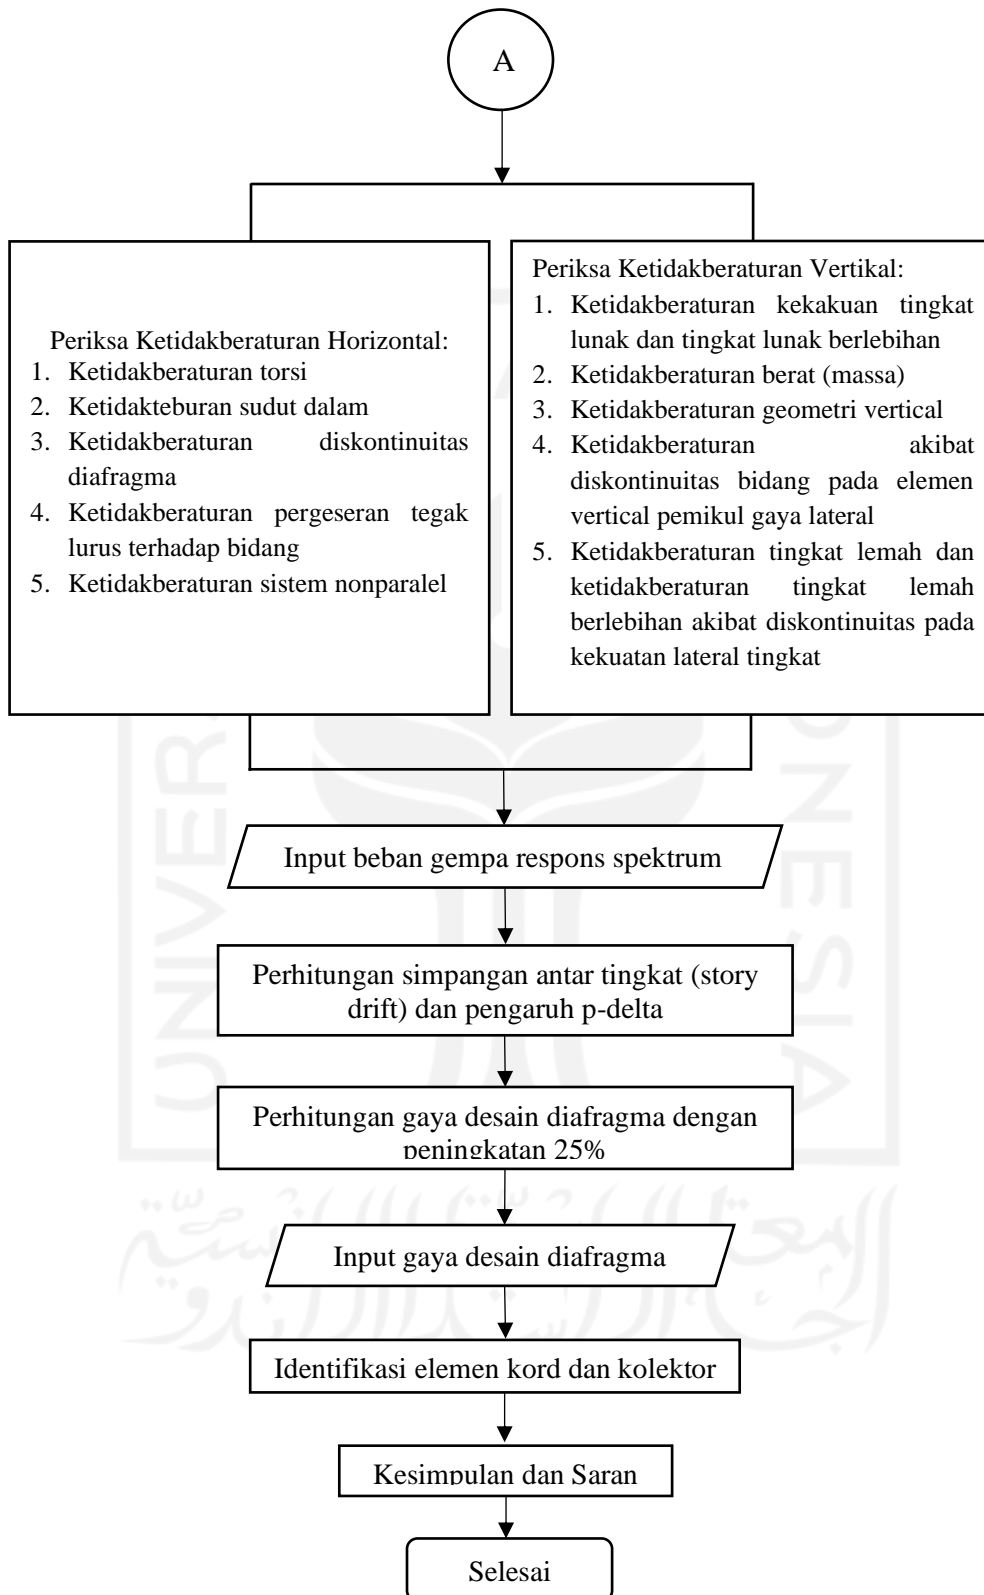 A
Periksa Ketidakberaturan Horizontal:
1. Ketidakberaturan torsi
2. Ketidakteburan sudut dalam
3. Ketidakberaturan diskontinuitas
diafragma
4. Ketidakberaturan pergeseran tegak
lurus terhadap bidang
5. Ketidakberaturan sistem nonparalel
Periksa Ketidakberaturan Vertikal:
1. Ketidakberaturan kekakuan tingkat
lunak dan tingkat lunak berlebihan
2. Ketidakberaturan berat (massa)
3. Ketidakberaturan geometri vertical
4. Ketidakberaturan akibat
diskontinuitas bidang pada elemen
vertical pemikul gaya lateral
5. Ketidakberaturan tingkat lemah dan
ketidakberaturan tingkat lemah
berlebihan akibat diskontinuitas pada
kekuatan lateral tingkat
Input beban gempa respons spektrum
Perhitungan simpangan antar tingkat (story
drift) dan pengaruh p-delta
Perhitungan gaya desain diafragma dengan
peningkatan 25%
Input gaya desain diafragma
Identifikasi elemen kord dan kolektor
Kesimpulan dan Saran
Selesai